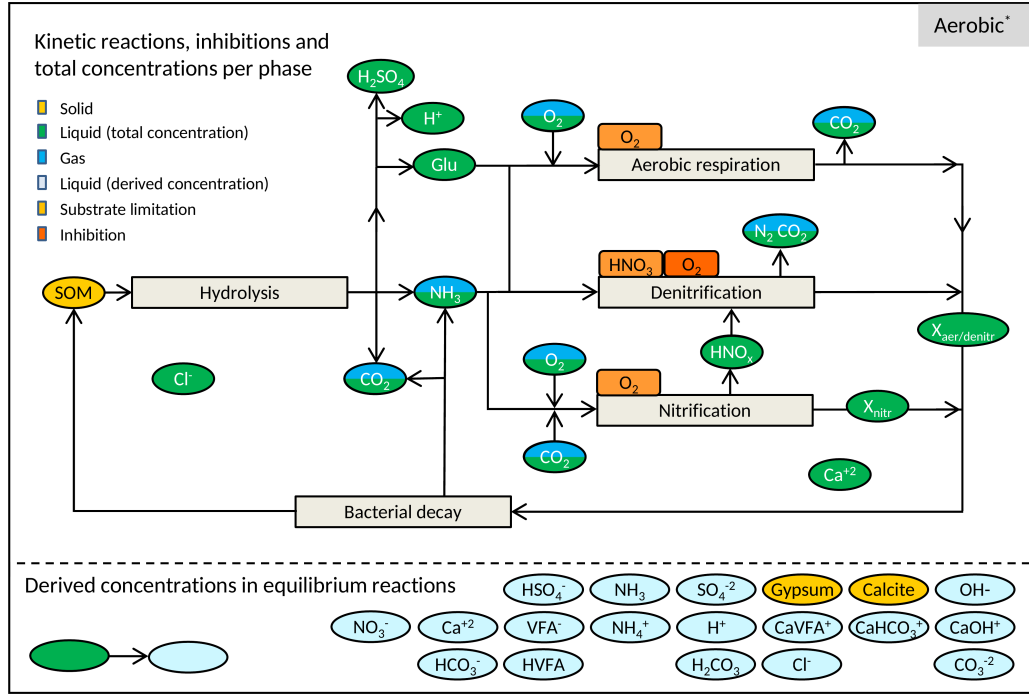 Aerobic*
Kinetic reactions, inhibitions and
total concentrations per phase
Solid
Liquid (total concentration)
Gas
Liquid (derived concentration)
Substrate limitation
Inhibition
H₂SO₄
H⁺
Glu
O₂
O₂
Aerobic respiration
CO₂
N₂ CO₂
HNO₃
O₂
SOM
Hydrolysis
NH₃
Denitrification
X_aer/denitr
HNOₓ
Cl⁻
CO₂
O₂
O₂
Nitrification
X_nitr
CO₂
Ca⁺²
Bacterial decay
Derived concentrations in equilibrium reactions
HSO₄⁻ NH₃ SO₄⁻² Gypsum Calcite OH-
NO₃⁻ Ca⁺² VFA⁻ NH₄⁺ H⁺ CaVFA⁺ CaHCO₃⁺ CaOH⁺
HCO₃⁻ HVFA H₂CO₃ Cl⁻ CO₃⁻²